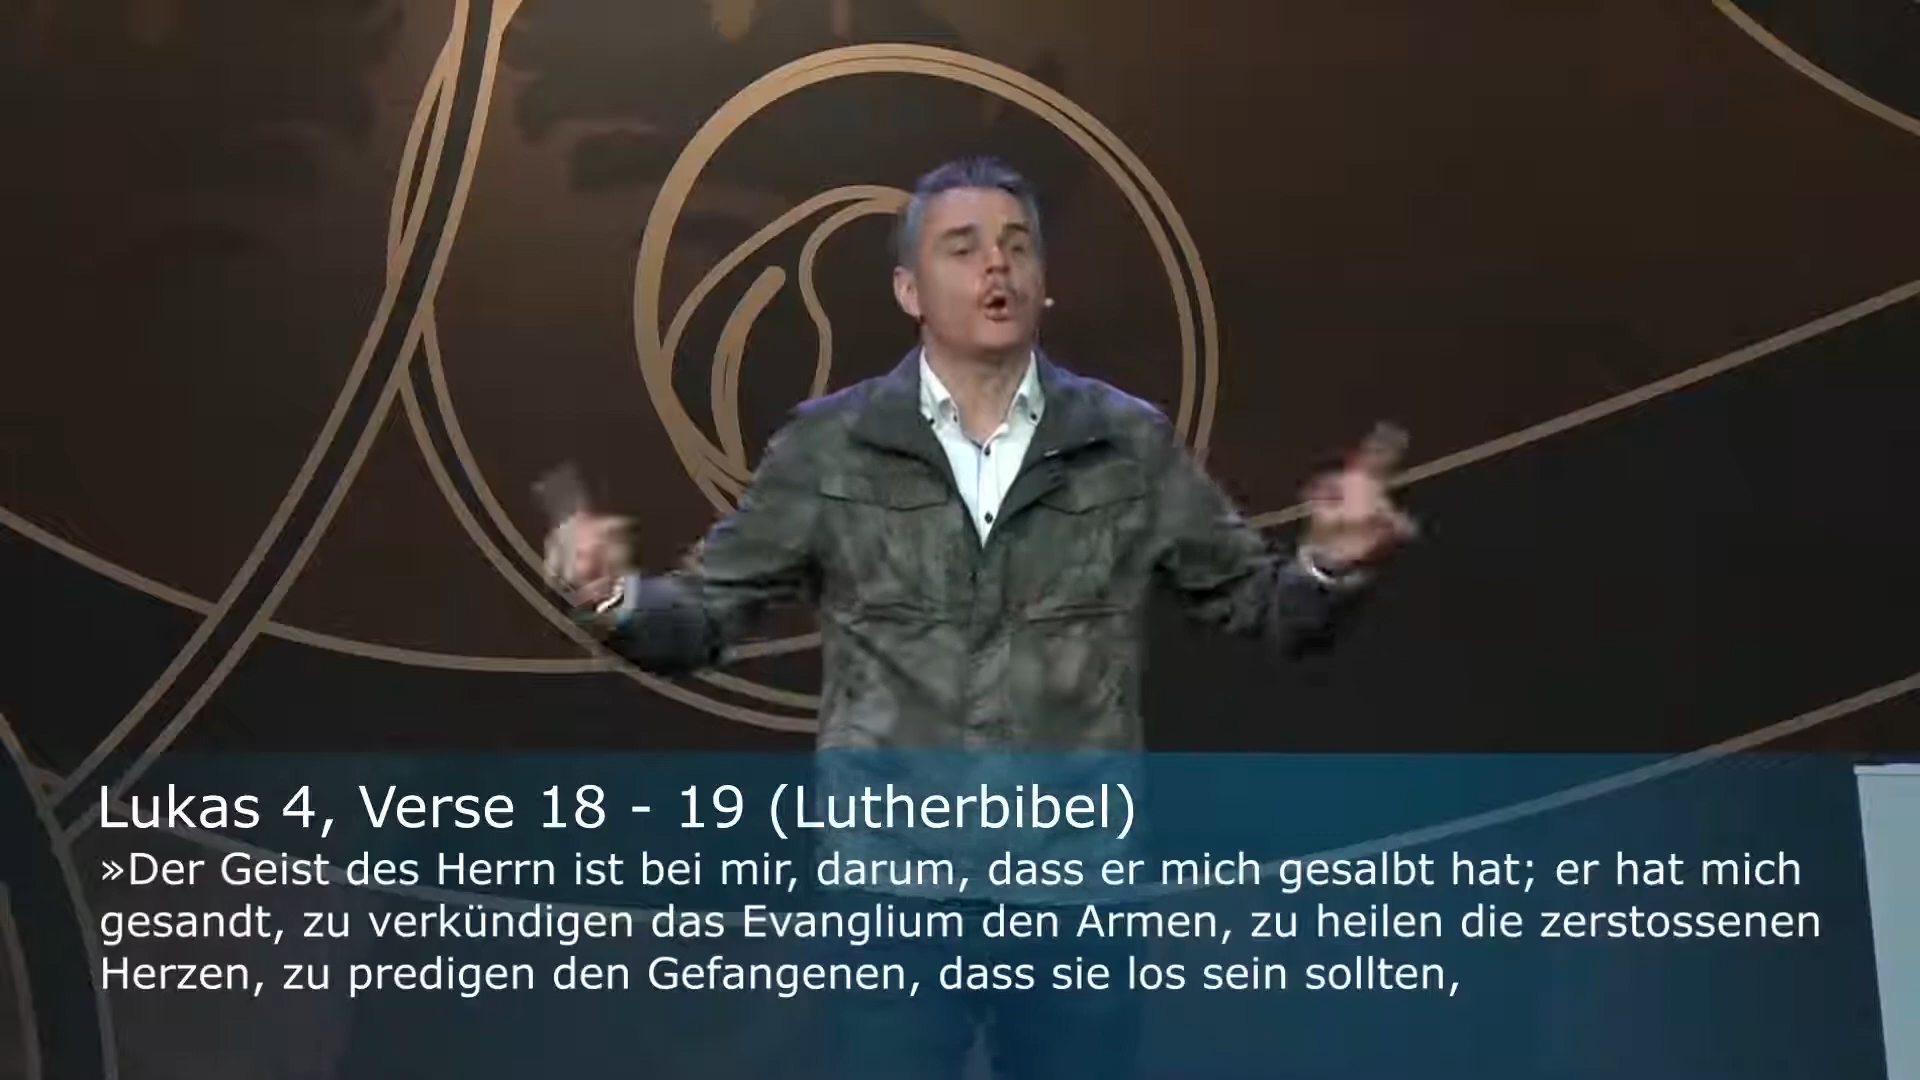 Lukas 4, Verse 18 - 19 (Lutherbibel)
»Der Geist des Herrn ist bei mir, darum, dass er mich gesalbt hat; er hat mich
gesandt, zu verkündigen das Evanglium den Armen, zu heilen die zerstossenen
Herzen, zu predigen den Gefangenen, dass sie los sein sollten,